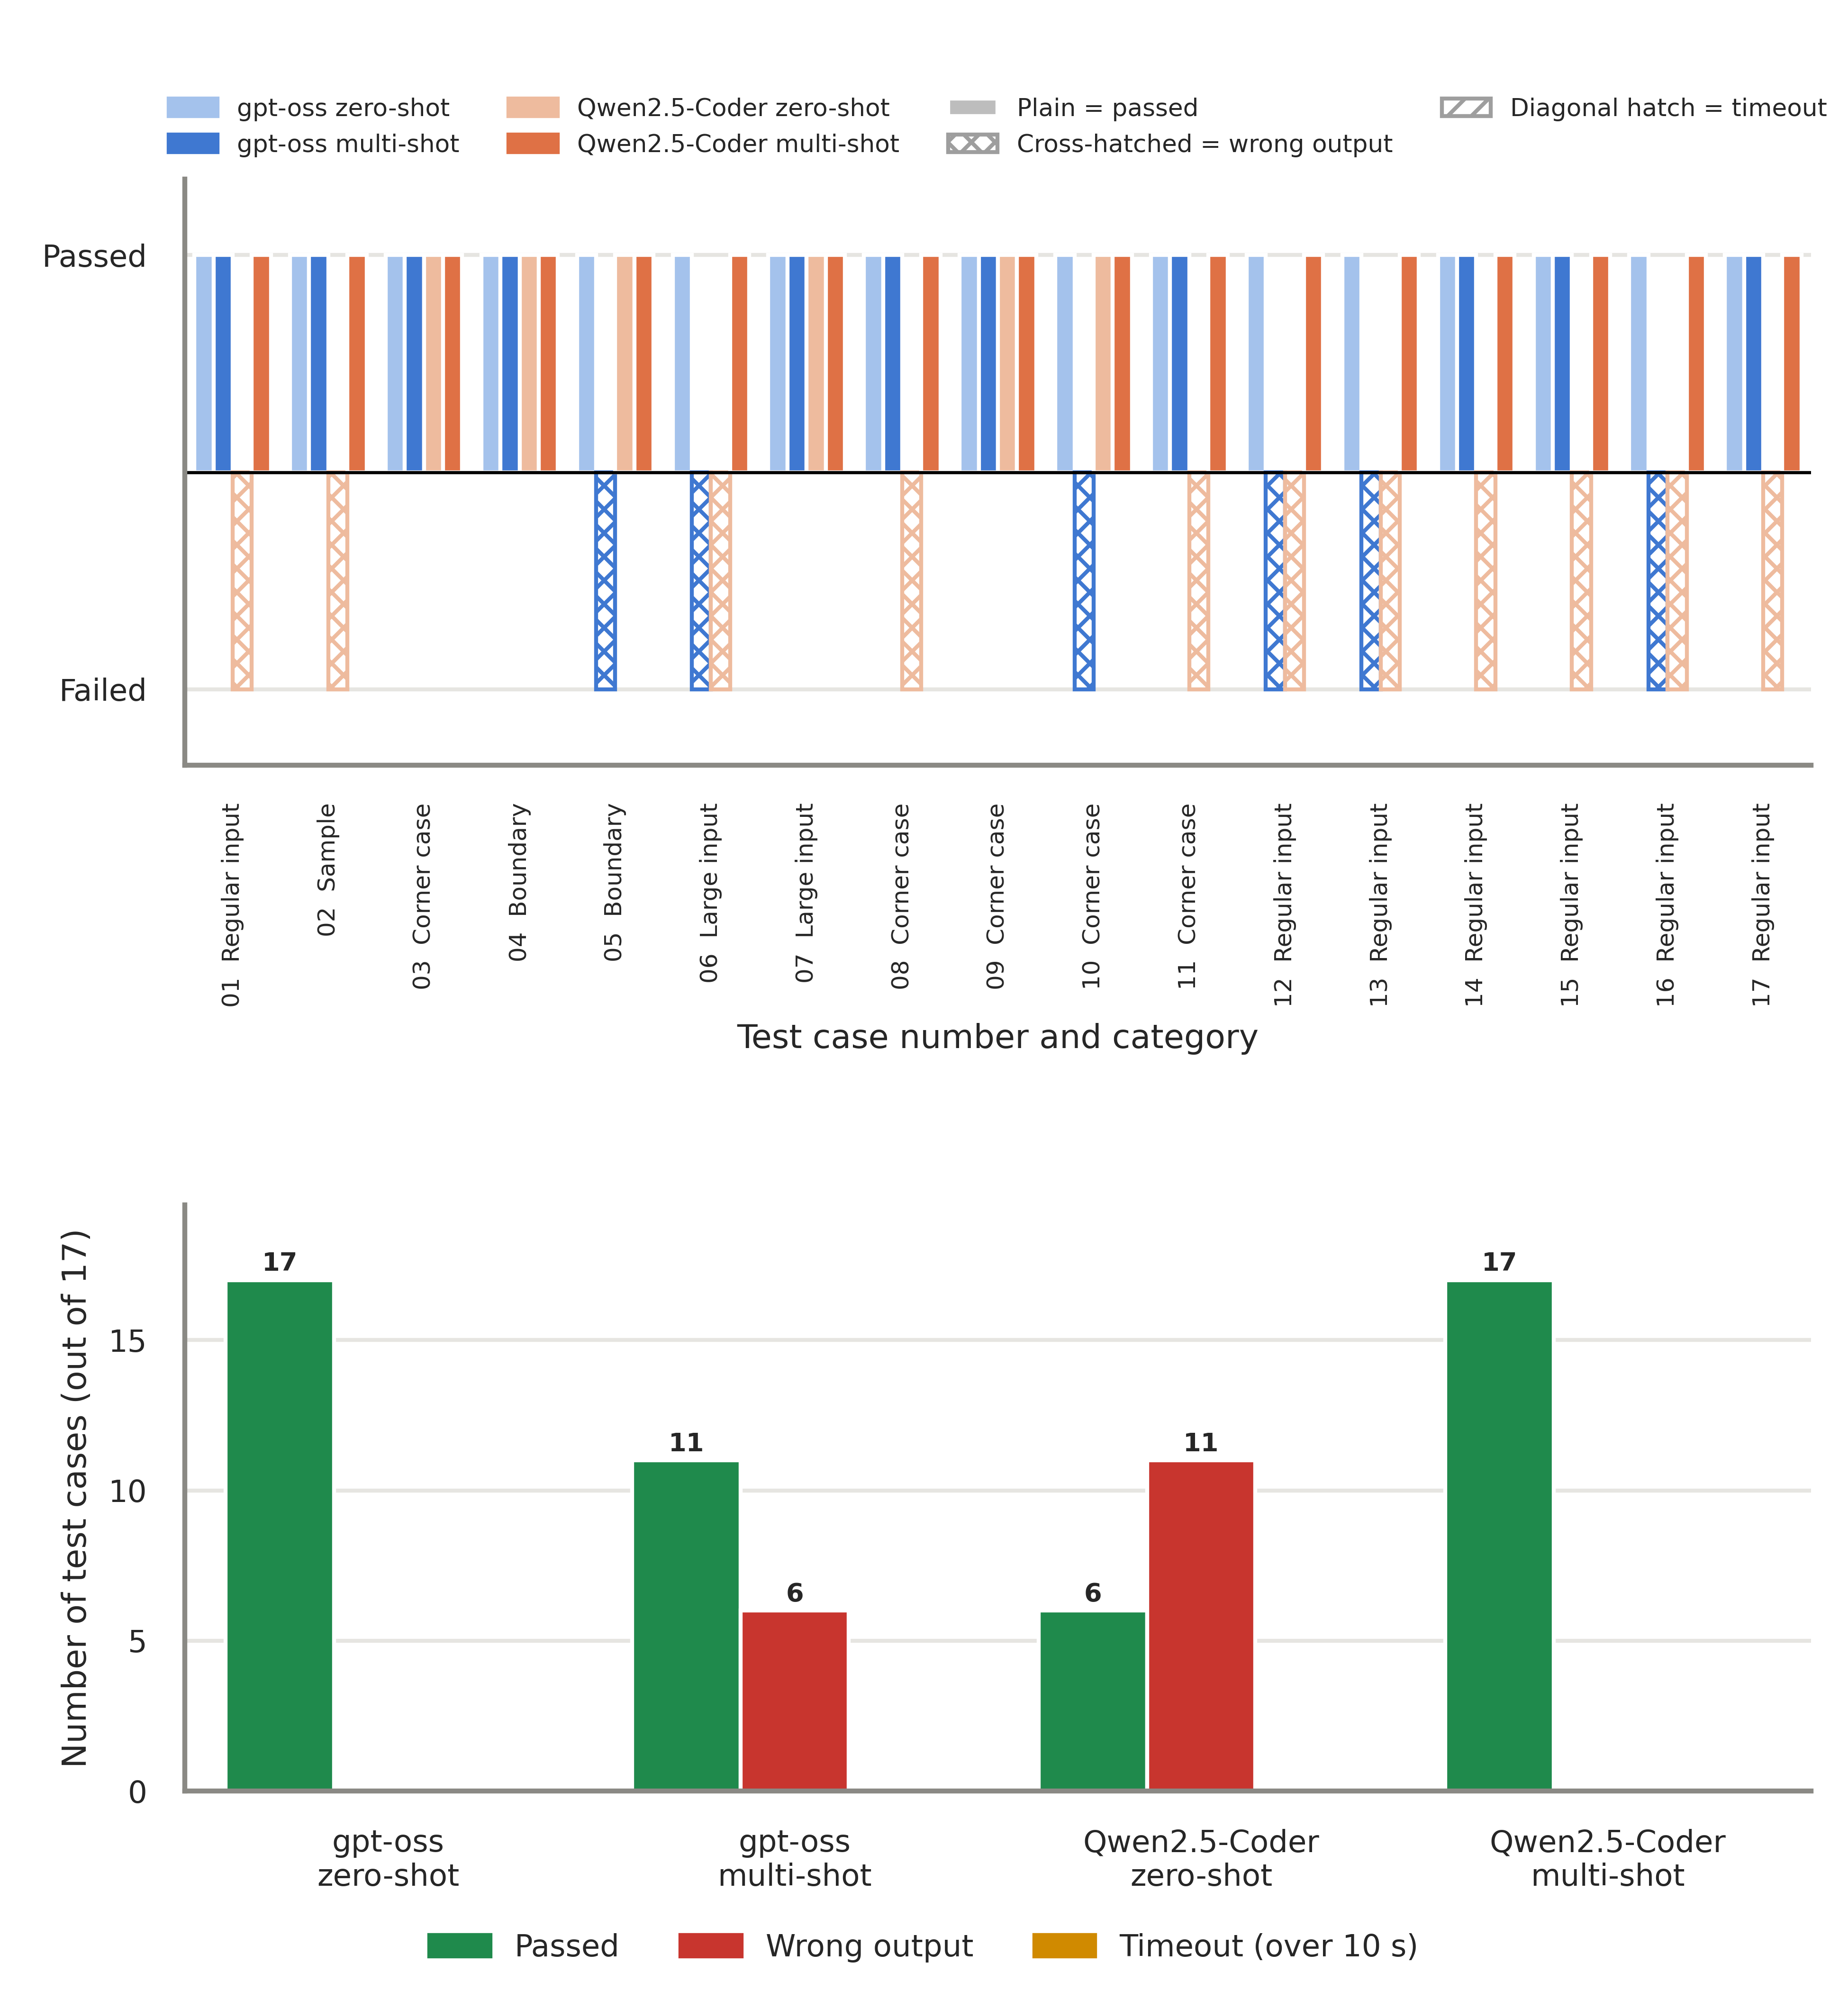 gpt-oss zero-shot
gpt-oss multi-shot
Qwen2.5-Coder zero-shot
Qwen2.5-Coder multi-shot
Plain = passed
Cross-hatched = wrong output
Diagonal hatch = timeout
Passed
Failed
01 Regular input
02 Sample
03 Corner case
04 Boundary
05 Boundary
06 Large input
07 Large input
08 Corner case
09 Corner case
10 Corner case
11 Corner case
12 Regular input
13 Regular input
14 Regular input
15 Regular input
16 Regular input
17 Regular input
Test case number and category
Number of test cases (out of 17)
15
10
5
0
17
11
6
6
11
17
gpt-oss
zero-shot
gpt-oss
multi-shot
Qwen2.5-Coder
zero-shot
Qwen2.5-Coder
multi-shot
Passed
Wrong output
Timeout (over 10 s)